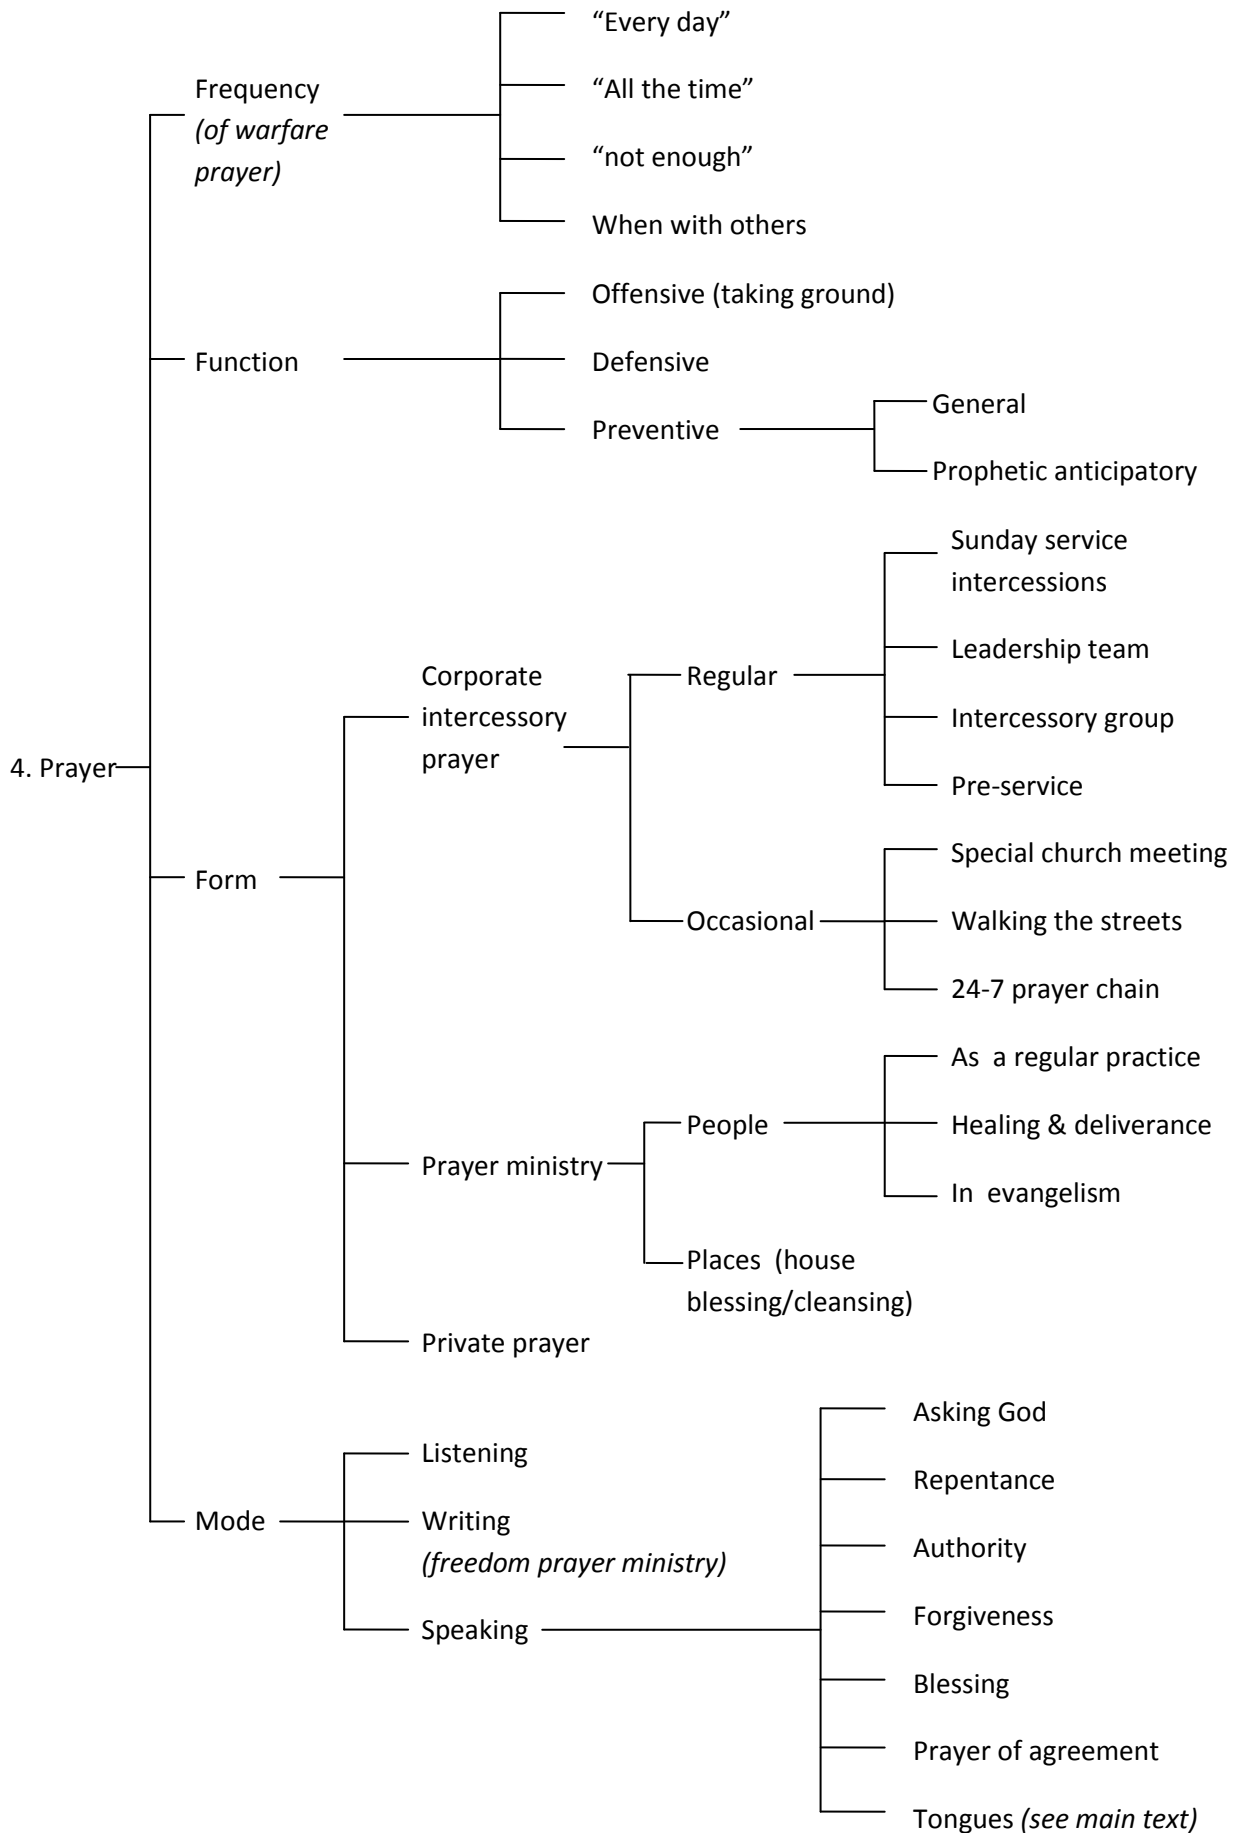 “Every day”
Frequency
(of warfare
prayer)
“All the time”
“not enough”
When with others
Offensive (taking ground)
Function
Defensive
Preventive
General
Prophetic anticipatory
Sunday service
intercessions
Leadership team
Corporate
intercessory
prayer
Regular
Intercessory group
Pre-service
4. Prayer
Form
Special church meeting
Occasional
Walking the streets
24-7 prayer chain
As  a regular practice
People
Healing & deliverance
Prayer ministry
In  evangelism
Places  (house
blessing/cleansing)
Private prayer
Asking God
Listening
Repentance
Mode
Writing
(freedom prayer ministry)
Authority
Forgiveness
Speaking
Blessing
Prayer of agreement
Tongues (see main text)